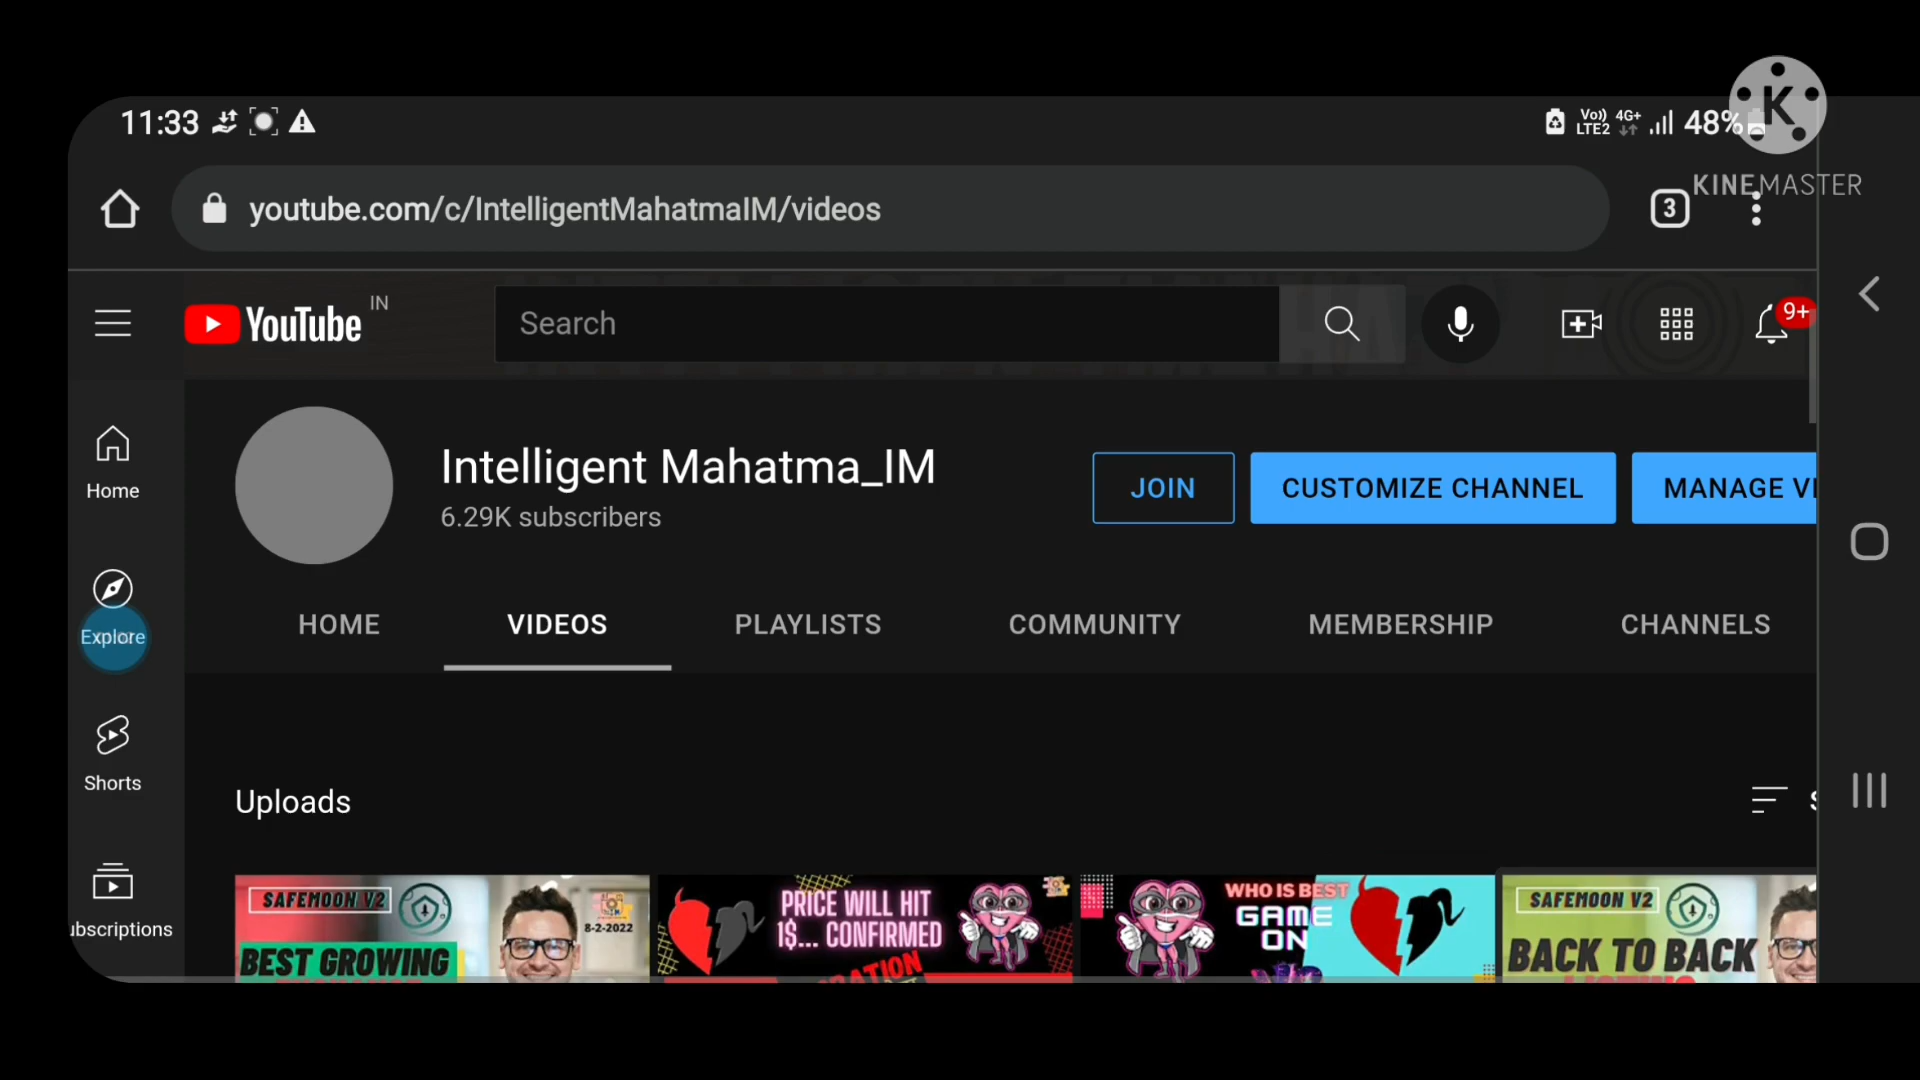 11:33
Vo)) LTE2 4G+ 48%
K
KINEMASTER
youtube.com/c/IntelligentMahatmaIM/videos
3
YouTube IN
Search
9+
Home
Explore
Shorts
ubscriptions
Intelligent Mahatma_IM
6.29K subscribers
JOIN
CUSTOMIZE CHANNEL
MANAGE VI
HOME
VIDEOS
PLAYLISTS
COMMUNITY
MEMBERSHIP
CHANNELS
Uploads
SAFEMOON V2
8-2-2022
BEST GROWING
PRICE WILL HIT
1$... CONFIRMED
WHO IS BEST
GAME
ON
SAFEMOON V2
BACK TO BACK